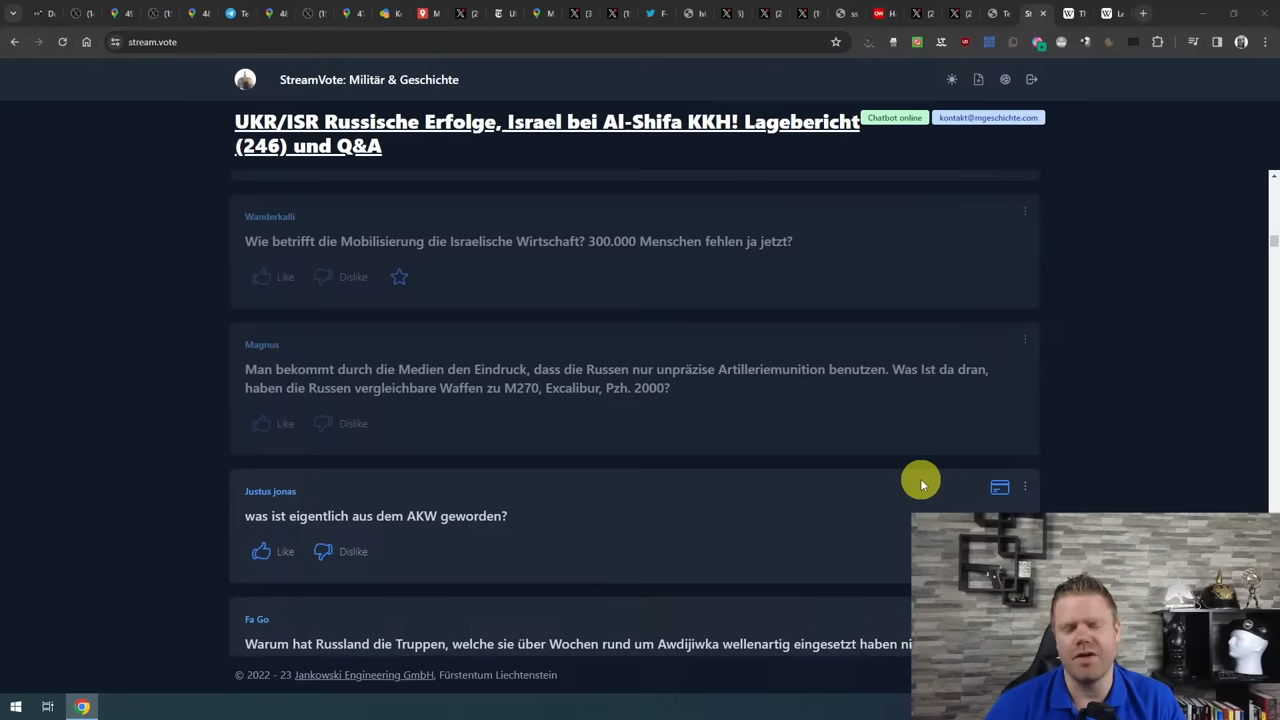 stream.vote
StreamVote: Militär & Geschichte
UKR/ISR Russische Erfolge, Israel bei Al-Shifa KKH! Lagebericht
(246) und Q&A
Chatbot online
kontakt@mgeschichte.com
Wanderkalli
Wie betrifft die Mobilisierung die Israelische Wirtschaft? 300.000 Menschen fehlen ja jetzt?
Like
Dislike
Magnus
Man bekommt durch die Medien den Eindruck, dass die Russen nur unpräzise Artilleriemunition benutzen. Was Ist da dran,
haben die Russen vergleichbare Waffen zu M270, Excalibur, Pzh. 2000?
Like
Dislike
Justus jonas
was ist eigentlich aus dem AKW geworden?
Like
Dislike
Fa Go
Warum hat Russland die Truppen, welche sie über Wochen rund um Awdijiwka wellenartig eingesetzt haben ni
© 2022 - 23 Jankowski Engineering GmbH, Fürstentum Liechtenstein